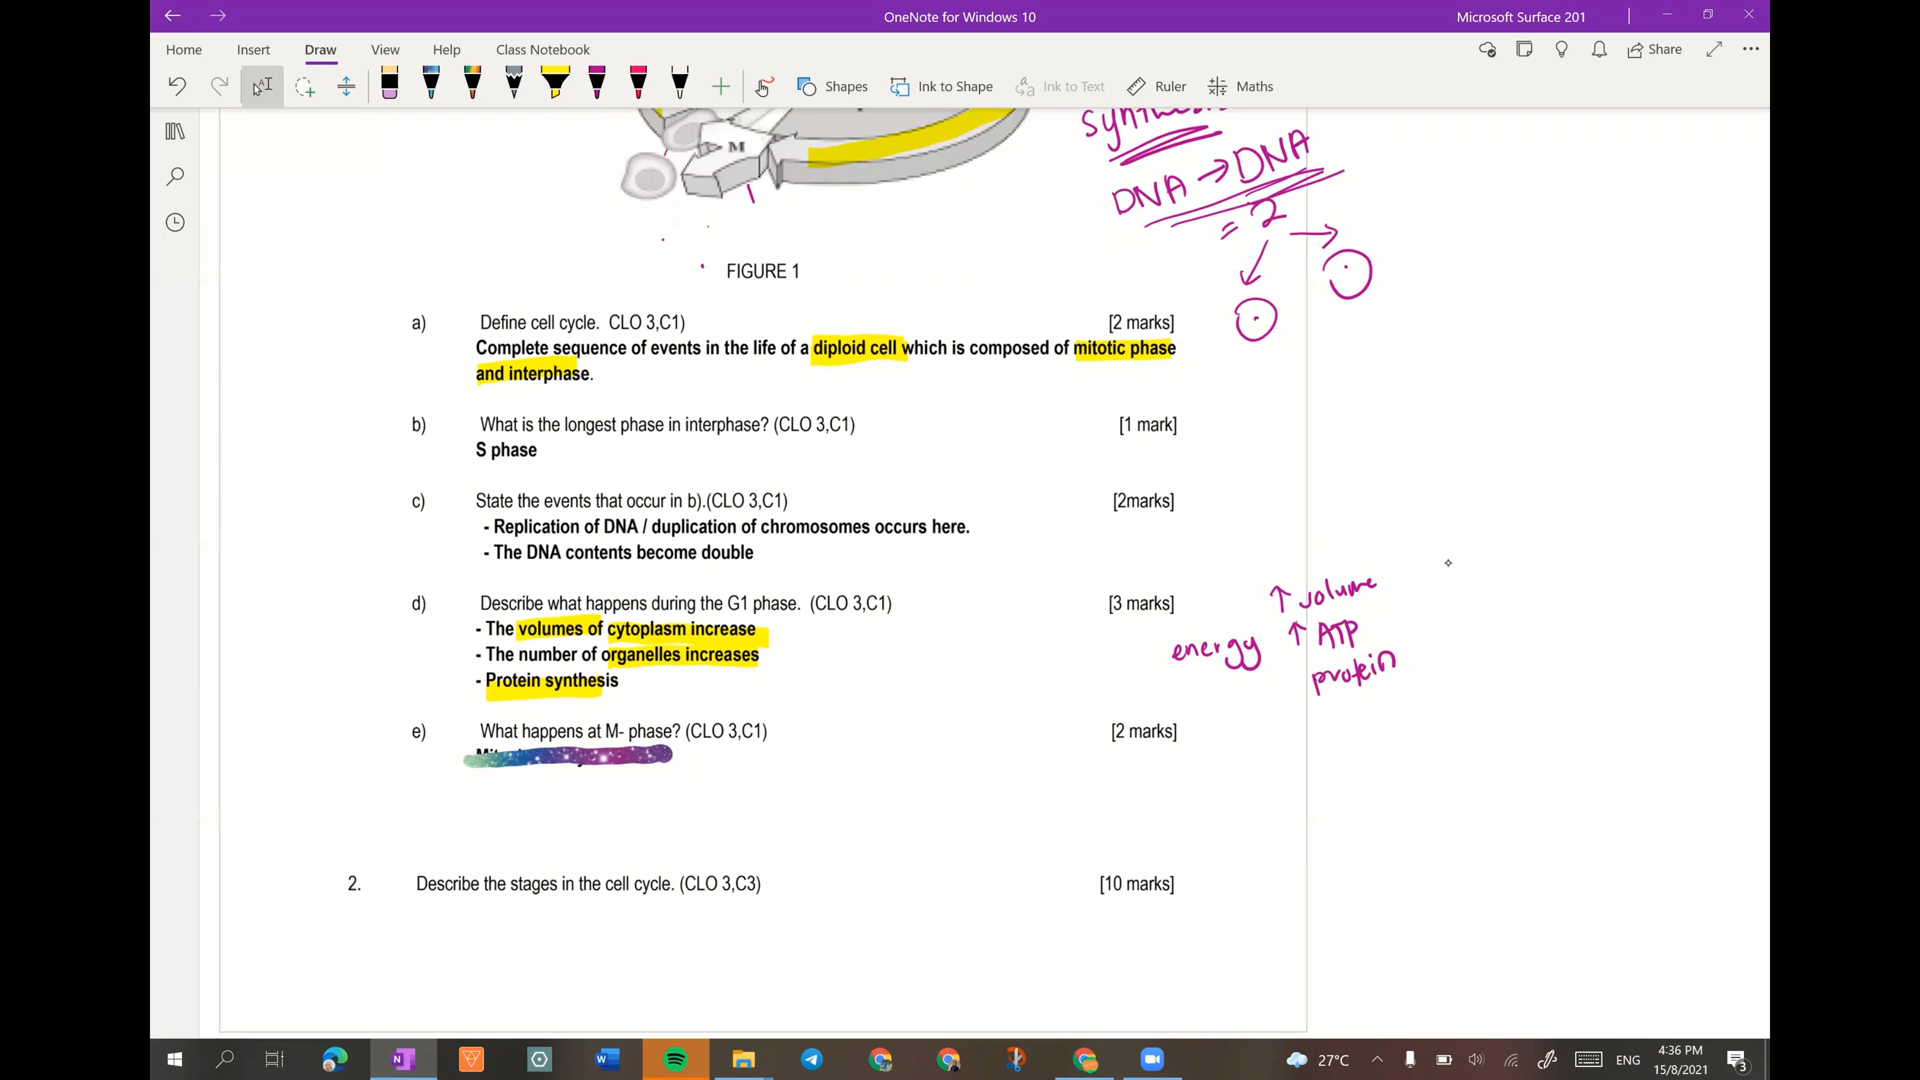 OneNote for Windows 10
Microsoft Surface 201
Home Insert Draw View Help Class Notebook
Share
Shapes Ink to Shape Ink to Text Ruler Maths
M
DNA → DNA
= 2
FIGURE 1
a) Define cell cycle. CLO 3,C1) [2 marks]
Complete sequence of events in the life of a diploid cell which is composed of mitotic phase
and interphase.
b) What is the longest phase in interphase? (CLO 3,C1) [1 mark]
S phase
c) State the events that occur in b).(CLO 3,C1) [2marks]
- Replication of DNA / duplication of chromosomes occurs here.
- The DNA contents become double
d) Describe what happens during the G1 phase. (CLO 3,C1) [3 marks]
- The volumes of cytoplasm increase
- The number of organelles increases
- Protein synthesis
↑ volume
energy ↑ ATP
protein
e) What happens at M- phase? (CLO 3,C1) [2 marks]
2. Describe the stages in the cell cycle. (CLO 3,C3) [10 marks]
27°C
ENG
4:36 PM
15/8/2021
3